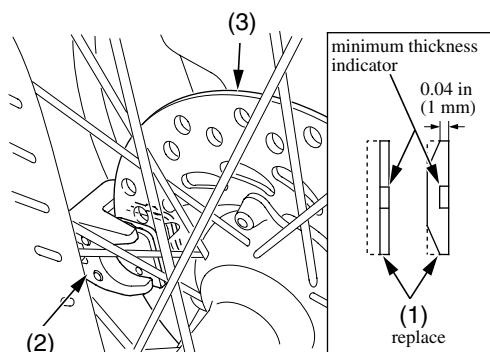 (3)
minimum thickness
indicator
0.04 in
(1 mm)
(2)
(1)
replace